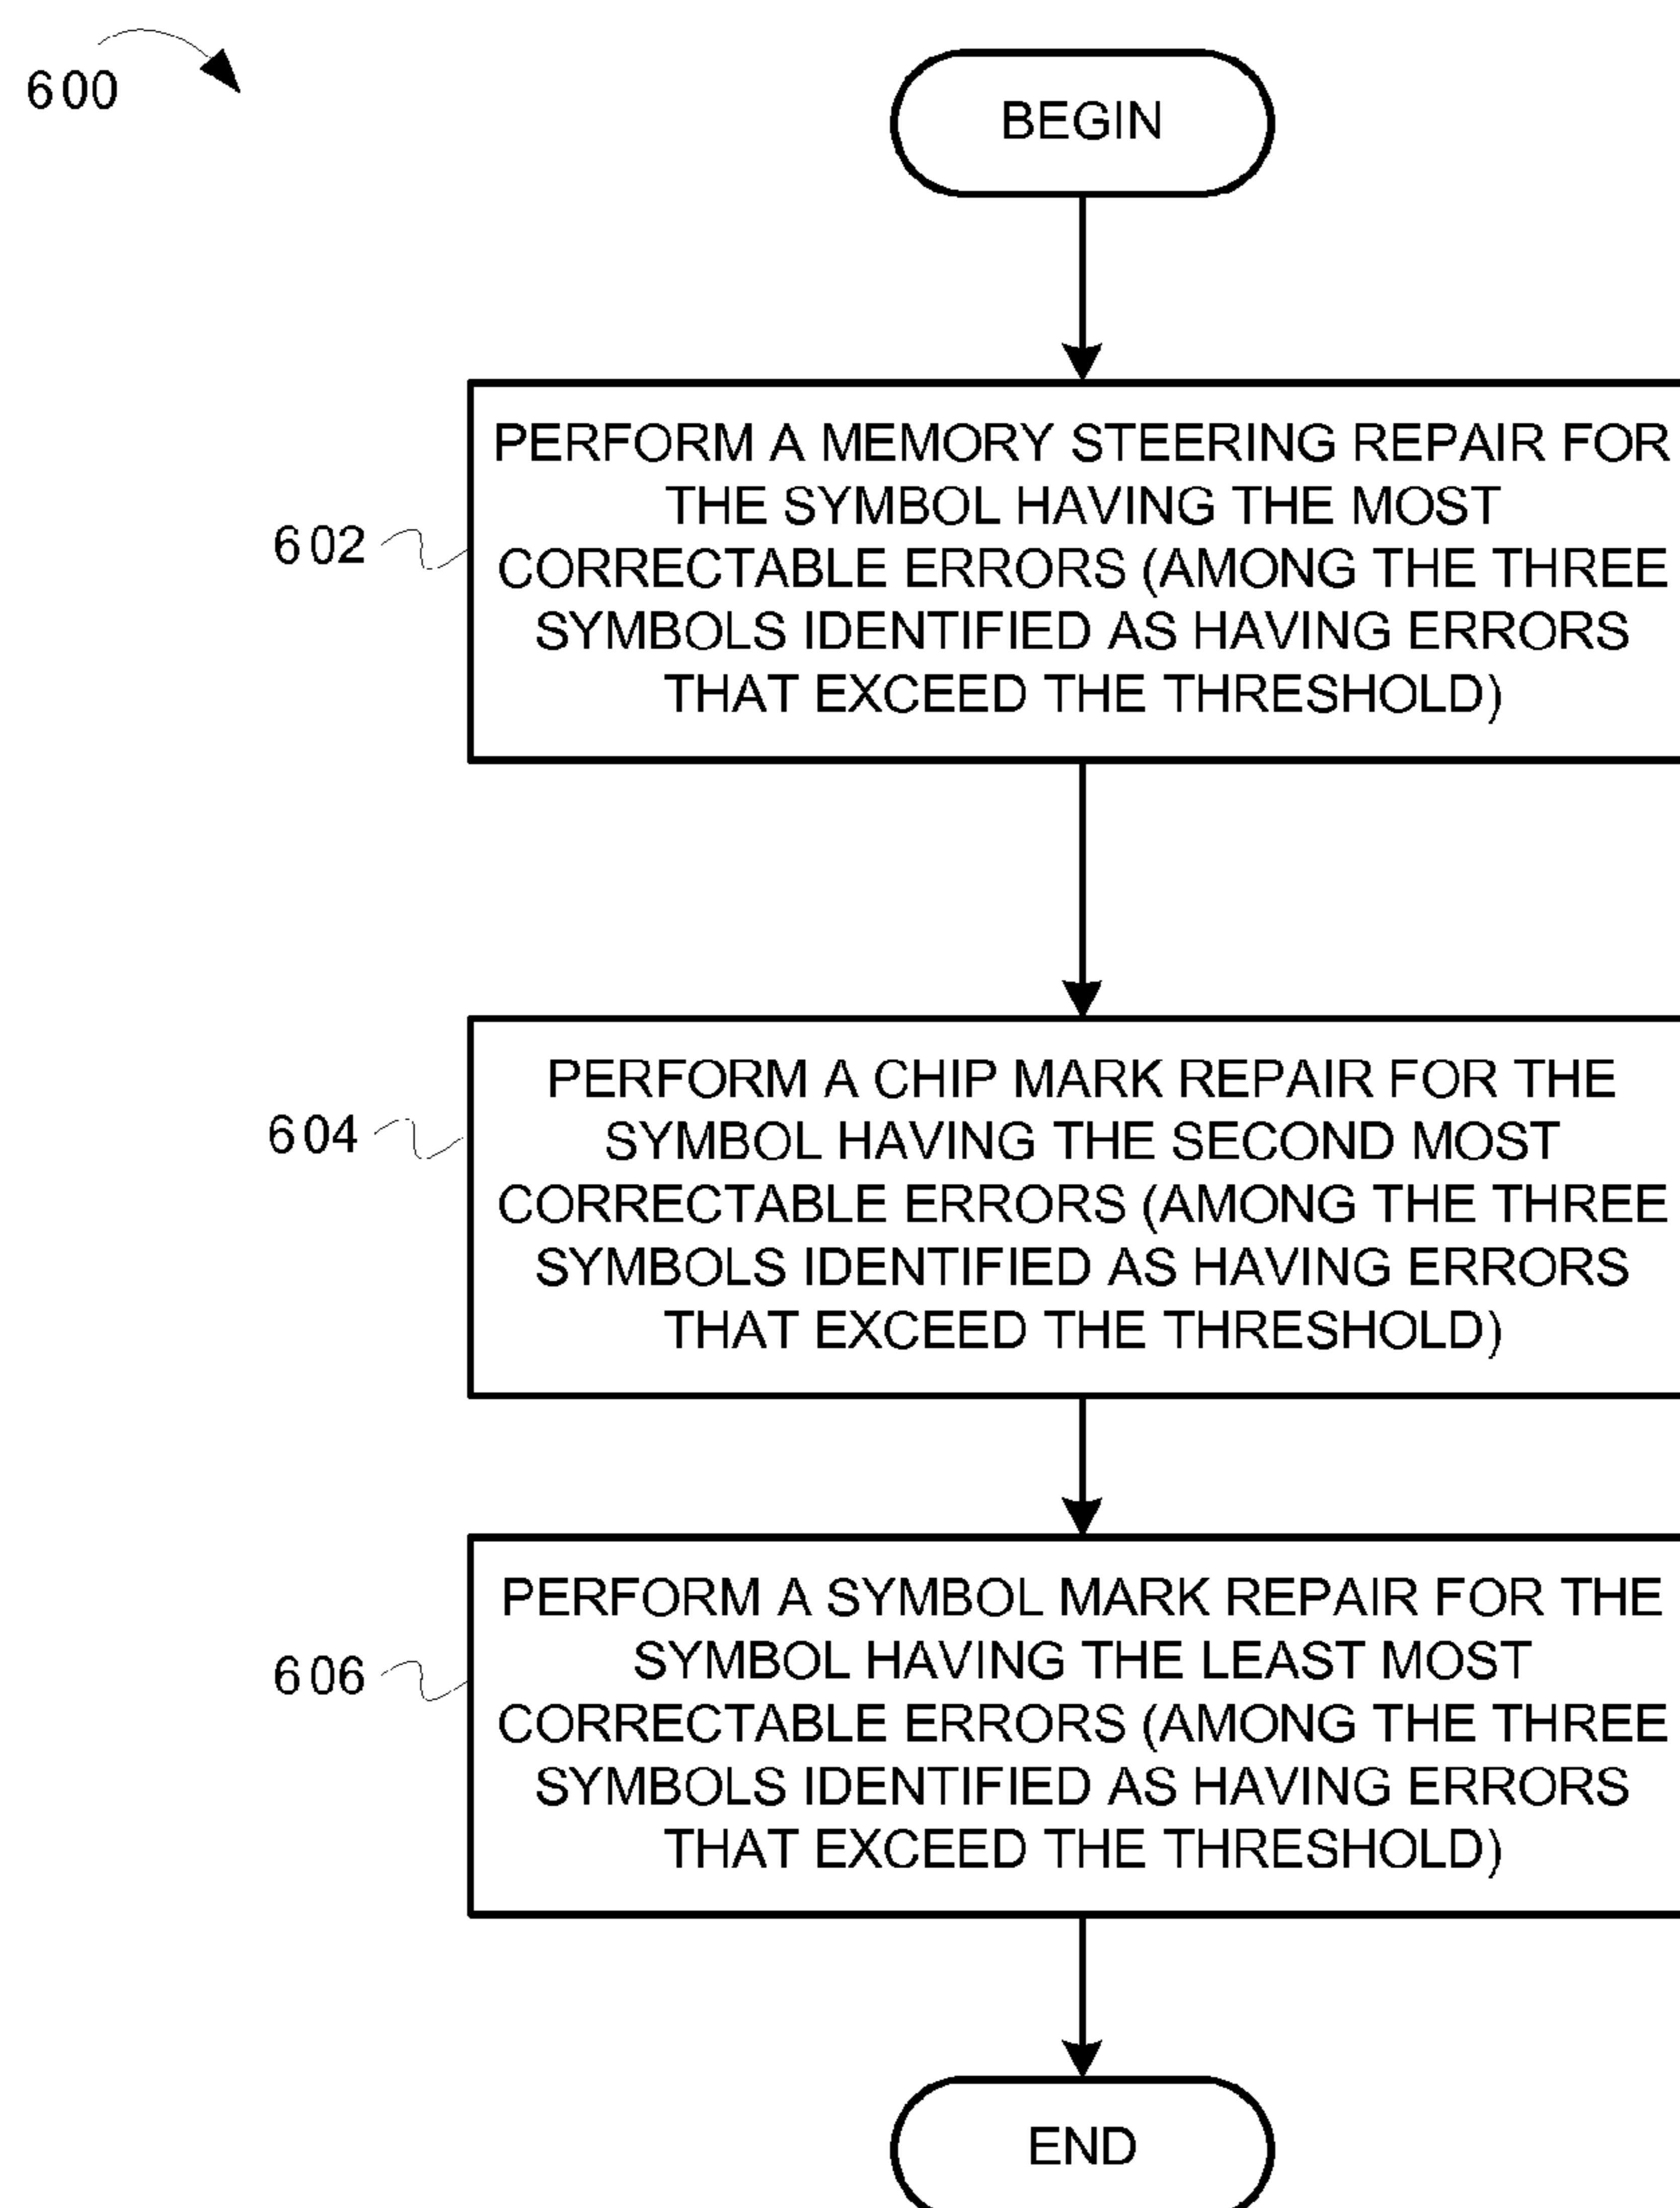 600
BEGIN
PERFORM A MEMORY STEERING REPAIR FOR
THE SYMBOL HAVING THE MOST
602
CORRECTABLE ERRORS (AMONG THE THREE
SYMBOLS IDENTIFIED AS HAVING ERRORS
THAT EXCEED THE THRESHOLD)
PERFORM A CHIP MARK REPAIR FOR THE
604
SYMBOL HAVING THE SECOND MOST
CORRECTABLE ERRORS (AMONG THE THREE
SYMBOLS IDENTIFIED AS HAVING ERRORS
THAT EXCEED THE THRESHOLD)
PERFORM A SYMBOL MARK REPAIR FOR THE
SYMBOL HAVING THE LEAST MOST
606
CORRECTABLE ERRORS (AMONG THE THREE
SYMBOLS IDENTIFIED AS HAVING ERRORS
THAT EXCEED THE THRESHOLD)
END